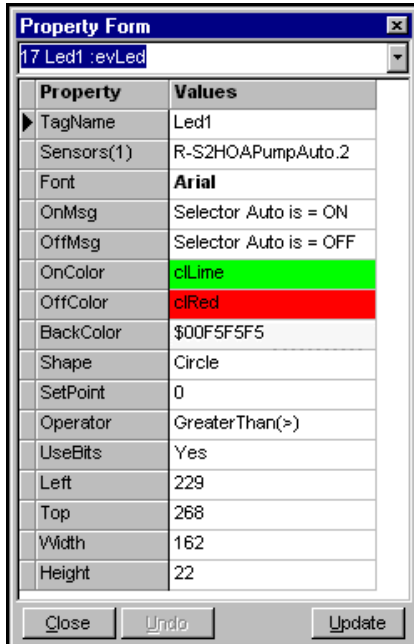 Property Form
17 Led1 :evLed
Property Values
TagName Led1
Sensors(1) R-S2HOAPumpAuto.2
Font Arial
OnMsg Selector Auto is = ON
OffMsg Selector Auto is = OFF
OnColor clLime
OffColor clRed
BackColor $00F5F5F5
Shape Circle
SetPoint 0
Operator GreaterThan(>)
UseBits Yes
Left 229
Top 268
Width 162
Height 22
Close Undo Update